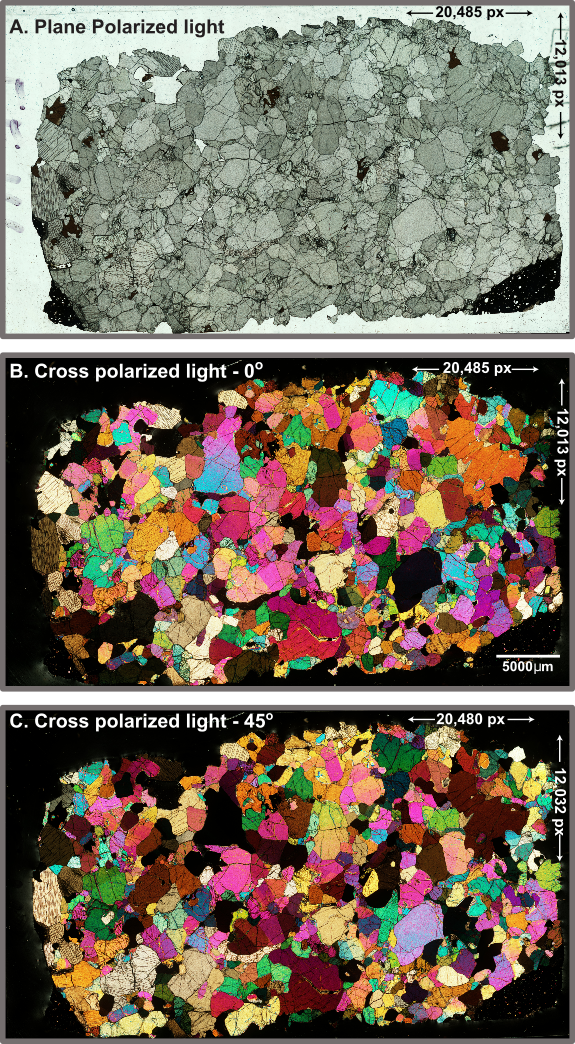 A. Plane Polarized light
20,485 px
12,013 px
B. Cross polarized light - 0°
20,485 px
12,013 px
5000µm
C. Cross polarized light - 45°
20,480 px
12,032 px